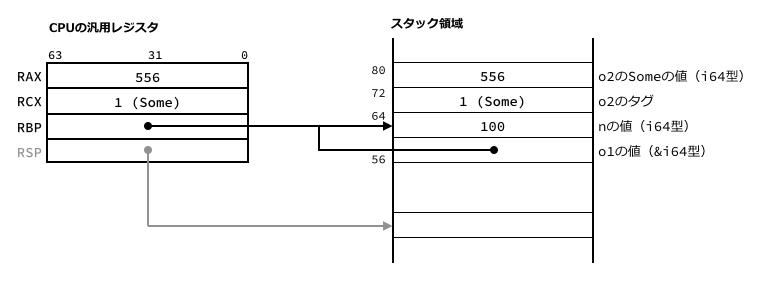 CPUの汎用レジスタ
スタック領域
63 31 0
RAX 556
RCX 1 (Some)
RBP
RSP
80 556 o2のSomeの値（i64型）
72 1 (Some) o2のタグ
64 100 nの値（i64型）
56 o1の値（&i64型）